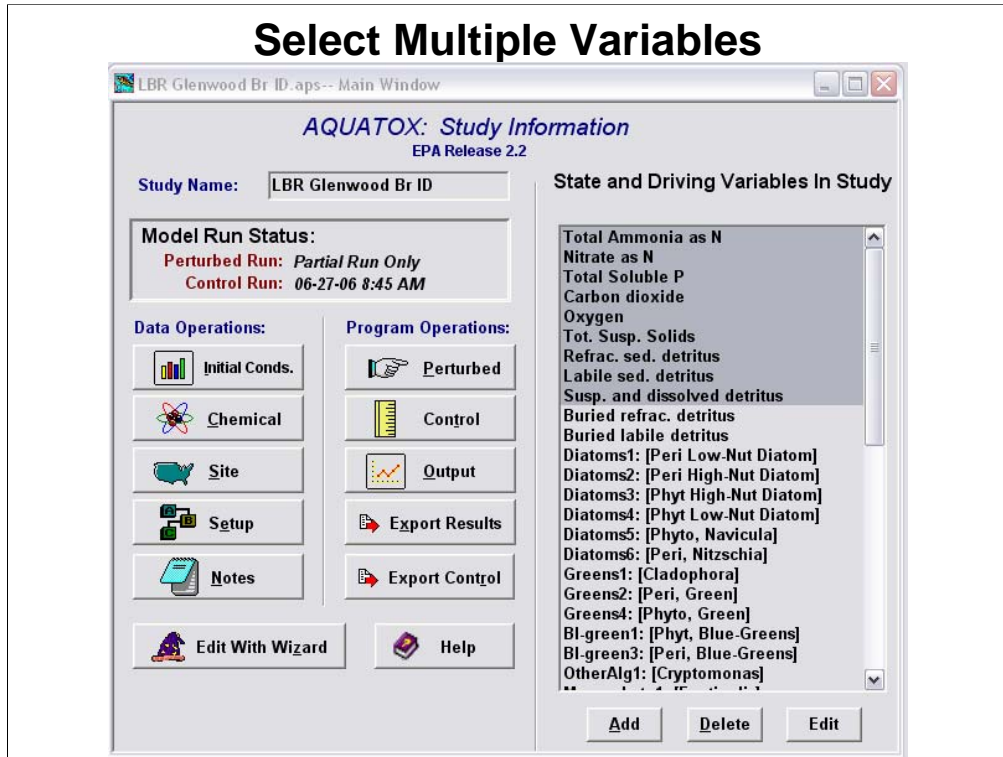 Select Multiple Variables
LBR Glenwood Br ID.aps-- Main Window
AQUATOX: Study Information
EPA Release 2.2
Study Name: LBR Glenwood Br ID
Model Run Status:
Perturbed Run: Partial Run Only
Control Run: 06-27-06 8:45 AM
Data Operations:
Initial Conds.
Chemical
Site
Setup
Notes
Program Operations:
Perturbed
Control
Output
Export Results
Export Control
Edit With Wizard
Help
State and Driving Variables In Study
Total Ammonia as N
Nitrate as N
Total Soluble P
Carbon dioxide
Oxygen
Tot. Susp. Solids
Refrac. sed. detritus
Labile sed. detritus
Susp. and dissolved detritus
Buried refrac. detritus
Buried labile detritus
Diatoms1: [Peri Low-Nut Diatom]
Diatoms2: [Peri High-Nut Diatom]
Diatoms3: [Phyt High-Nut Diatom]
Diatoms4: [Phyt Low-Nut Diatom]
Diatoms5: [Phyto, Navicula]
Diatoms6: [Peri, Nitzschia]
Greens1: [Cladophora]
Greens2: [Peri, Green]
Greens4: [Phyto, Green]
Bl-green1: [Phyt, Blue-Greens]
Bl-green3: [Peri, Blue-Greens]
OtherAlg1: [Cryptomonas]
Add
Delete
Edit